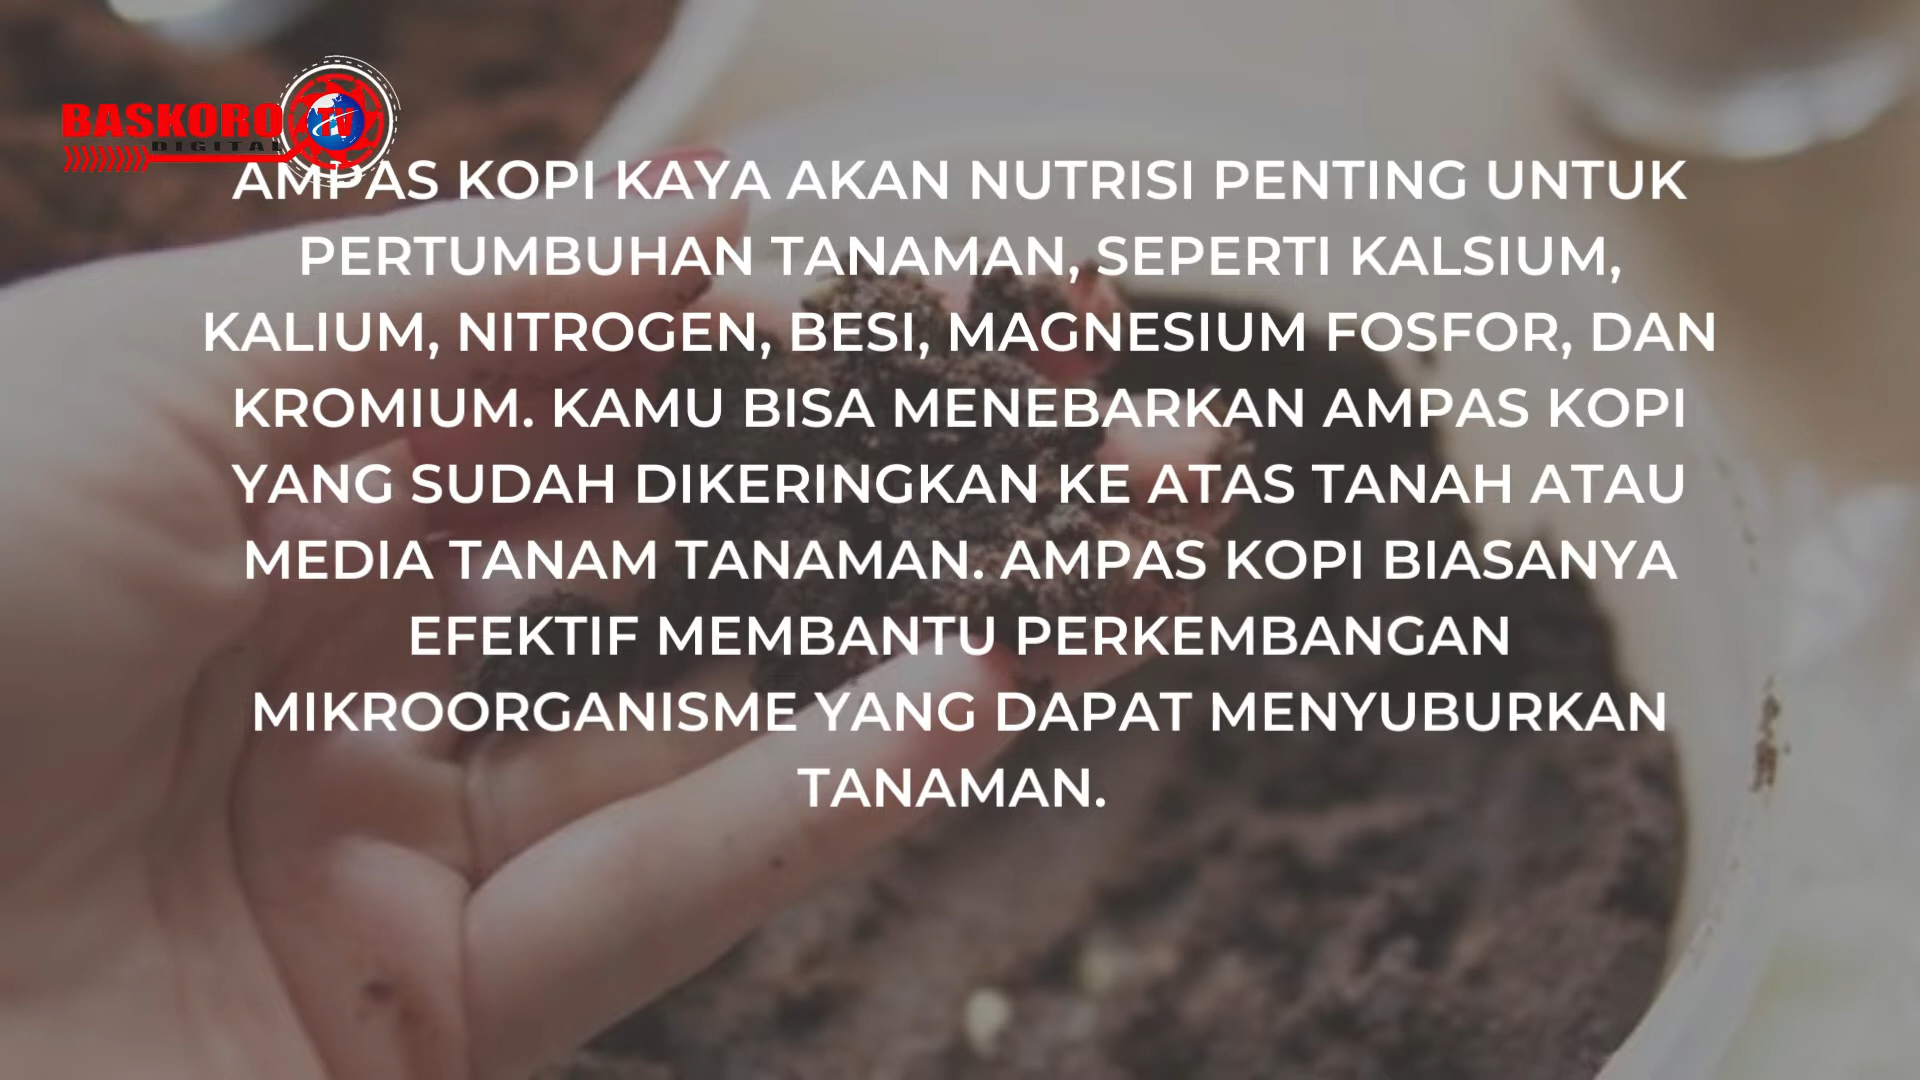 BASKORO TV
DIGITAL
AMPAS KOPI KAYA AKAN NUTRISI PENTING UNTUK
PERTUMBUHAN TANAMAN, SEPERTI KALSIUM,
KALIUM, NITROGEN, BESI, MAGNESIUM FOSFOR, DAN
KROMIUM. KAMU BISA MENEBARKAN AMPAS KOPI
YANG SUDAH DIKERINGKAN KE ATAS TANAH ATAU
MEDIA TANAM TANAMAN. AMPAS KOPI BIASANYA
EFEKTIF MEMBANTU PERKEMBANGAN
MIKROORGANISME YANG DAPAT MENYUBURKAN
TANAMAN.